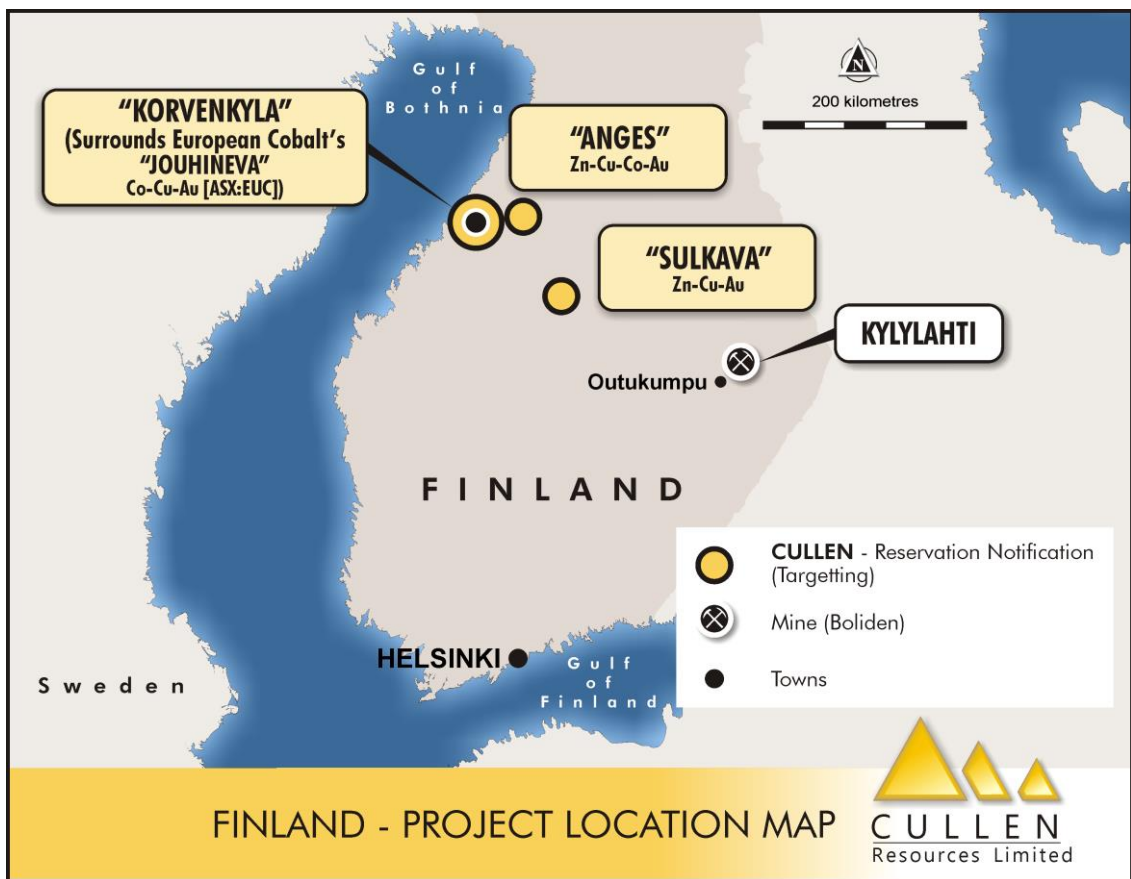 Gulf
of
Bothnia
N
200 kilometres
“KORVENKYLA”
(Surrounds European Cobalt's
“JOUHINEVA”
Co-Cu-Au [ASX:EUC])
“ANGES”
Zn-Cu-Co-Au
“SULKAVA”
Zn-Cu-Au
KYLYLAHTI
Outukumpu
FINLAND
CULLEN - Reservation Notification
(Targetting)
Mine (Boliden)
Towns
HELSINKI
Gulf
of
Finland
Sweden
FINLAND - PROJECT LOCATION MAP
CULLEN
Resources Limited